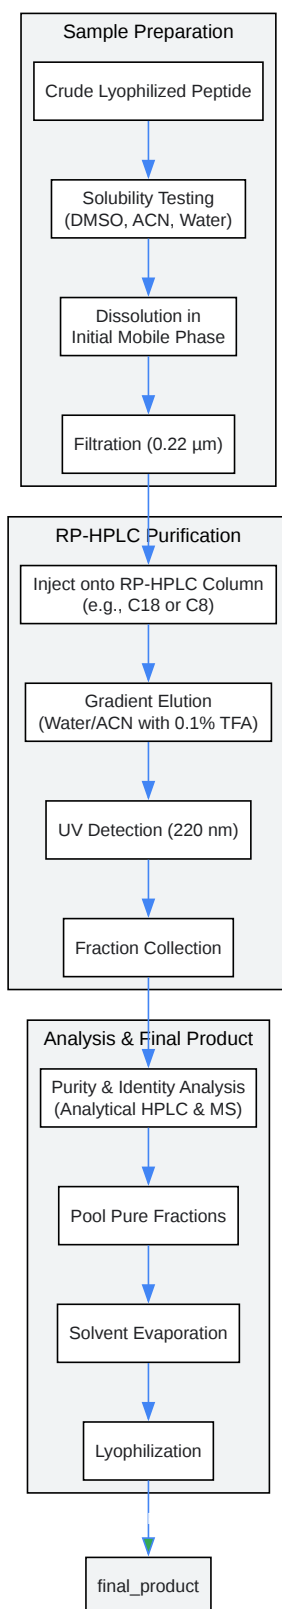 Sample Preparation
Crude Lyophilized Peptide
Solubility Testing
(DMSO, ACN, Water)
Dissolution in
Initial Mobile Phase
Filtration (0.22 µm)
RP-HPLC Purification
Inject onto RP-HPLC Column
(e.g., C18 or C8)
Gradient Elution
(Water/ACN with 0.1% TFA)
UV Detection (220 nm)
Fraction Collection
Analysis & Final Product
Purity & Identity Analysis
(Analytical HPLC & MS)
Pool Pure Fractions
Solvent Evaporation
Lyophilization
final_product